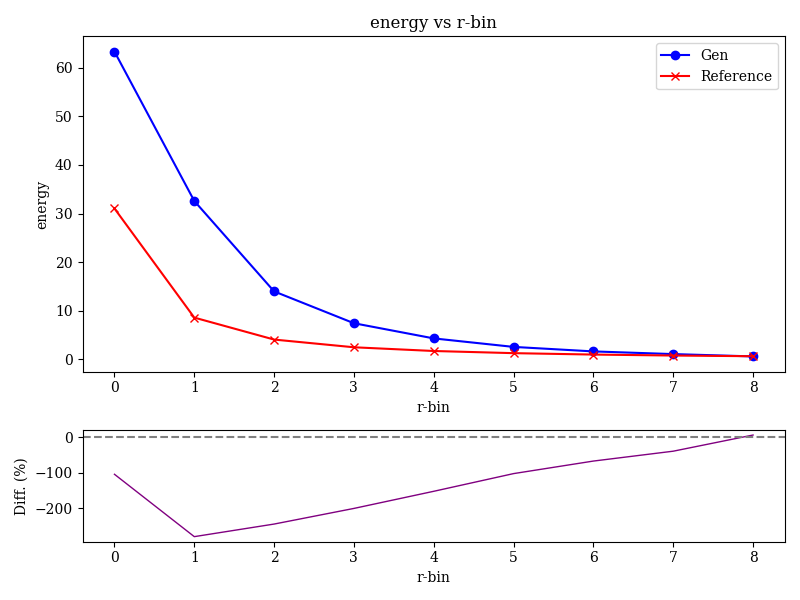 energy vs r-bin
Gen
Reference
60
50
40
30
20
10
0
energy
0 1 2 3 4 5 6 7 8
r-bin
0
−100
−200
Diff. (%)
0 1 2 3 4 5 6 7 8
r-bin